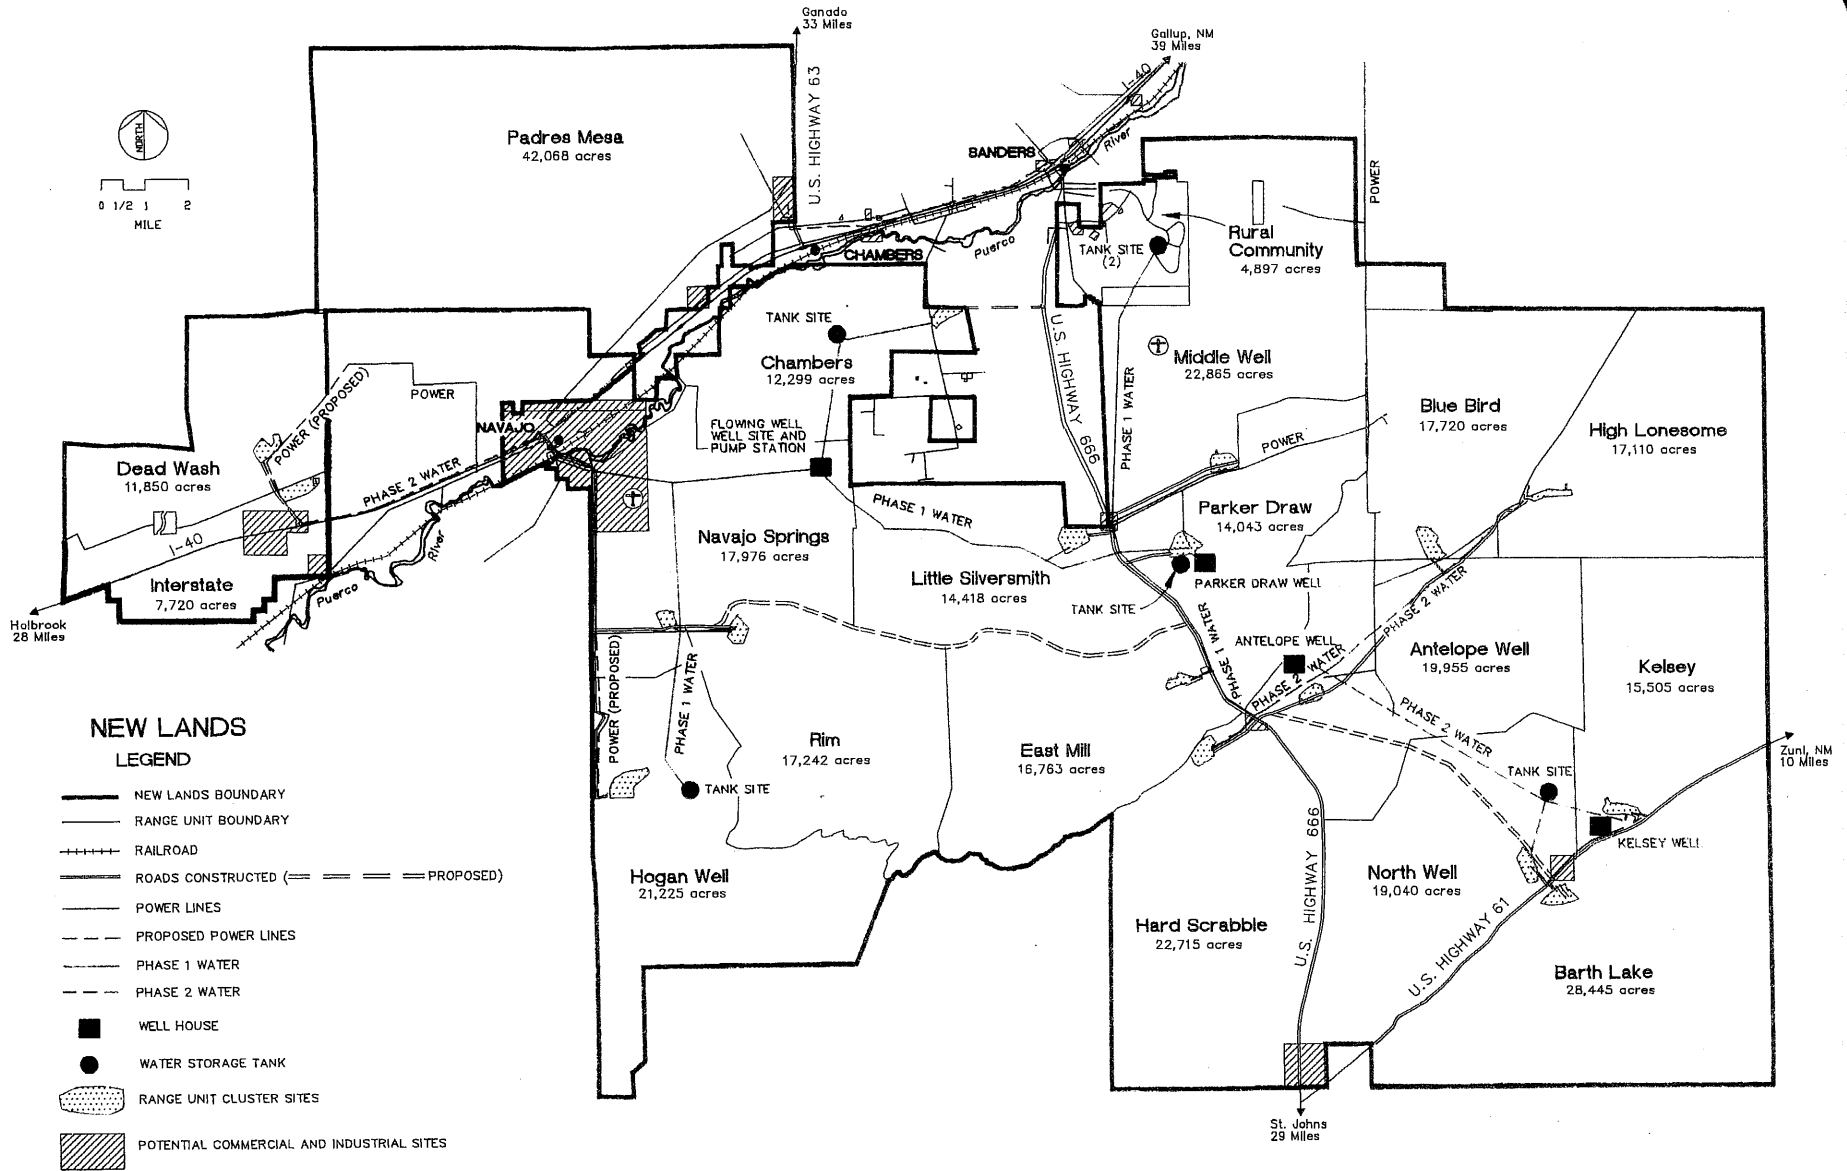 Ganado
33 Miles
Gallup, NM
39 Miles
I-40
U.S. HIGHWAY 63
NORTH
0 1/2 1 2
MILE
Padres Mesa
42,068 acres
SANDERS
River
POWER
Rural
Community
4,897 acres
TANK SITE
(2)
CHAMBERS
Puerco
TANK SITE
Chambers
12,299 acres
U.S. HIGHWAY 666
PHASE 1 WATER
Middle Well
22,865 acres
POWER (PROPOSED)
POWER
NAVAJO
FLOWING WELL
WELL SITE AND
PUMP STATION
Blue Bird
17,720 acres
High Lonesome
17,110 acres
POWER
Dead Wash
11,850 acres
PHASE 2 WATER
I-40
River
Puerco
Interstate
7,720 acres
Holbrook
28 Miles
PHASE 1 WATER
Navajo Springs
17,976 acres
Parker Draw
14,043 acres
Little Silversmith
14,418 acres
PARKER DRAW WELL
TANK SITE
PHASE 1 WATER
ANTELOPE WELL
PHASE 2 WATER
PHASE 2 WATER
Antelope Well
19,955 acres
Kelsey
15,505 acres
POWER (PROPOSED)
PHASE 1 WATER
PHASE 2 WATER
Rim
17,242 acres
East Mill
16,763 acres
TANK SITE
TANK SITE
Zuni, NM
10 Miles
KELSEY WELL
Hogan Well
21,225 acres
North Well
19,040 acres
Hard Scrabble
22,715 acres
U.S. HIGHWAY 666
U.S. HIGHWAY 61
Barth Lake
28,445 acres
St. Johns
29 Miles
NEW LANDS
LEGEND
NEW LANDS BOUNDARY
RANGE UNIT BOUNDARY
RAILROAD
ROADS CONSTRUCTED ( PROPOSED)
POWER LINES
PROPOSED POWER LINES
PHASE 1 WATER
PHASE 2 WATER
WELL HOUSE
WATER STORAGE TANK
RANGE UNIT CLUSTER SITES
POTENTIAL COMMERCIAL AND INDUSTRIAL SITES